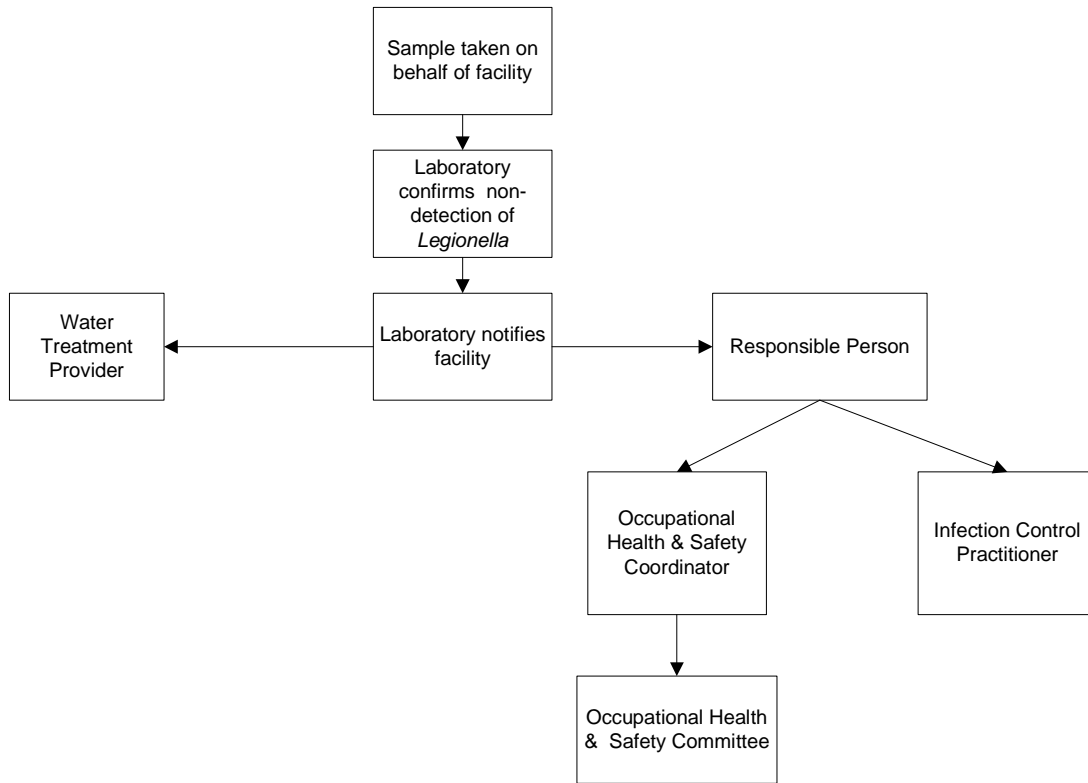 Sample taken on
behalf of facility
Laboratory
confirms non-
detection of
Legionella
Water
Treatment
Provider
Laboratory notifies
facility
Responsible Person
Occupational
Health & Safety
Coordinator
Infection Control
Practitioner
Occupational Health
& Safety Committee